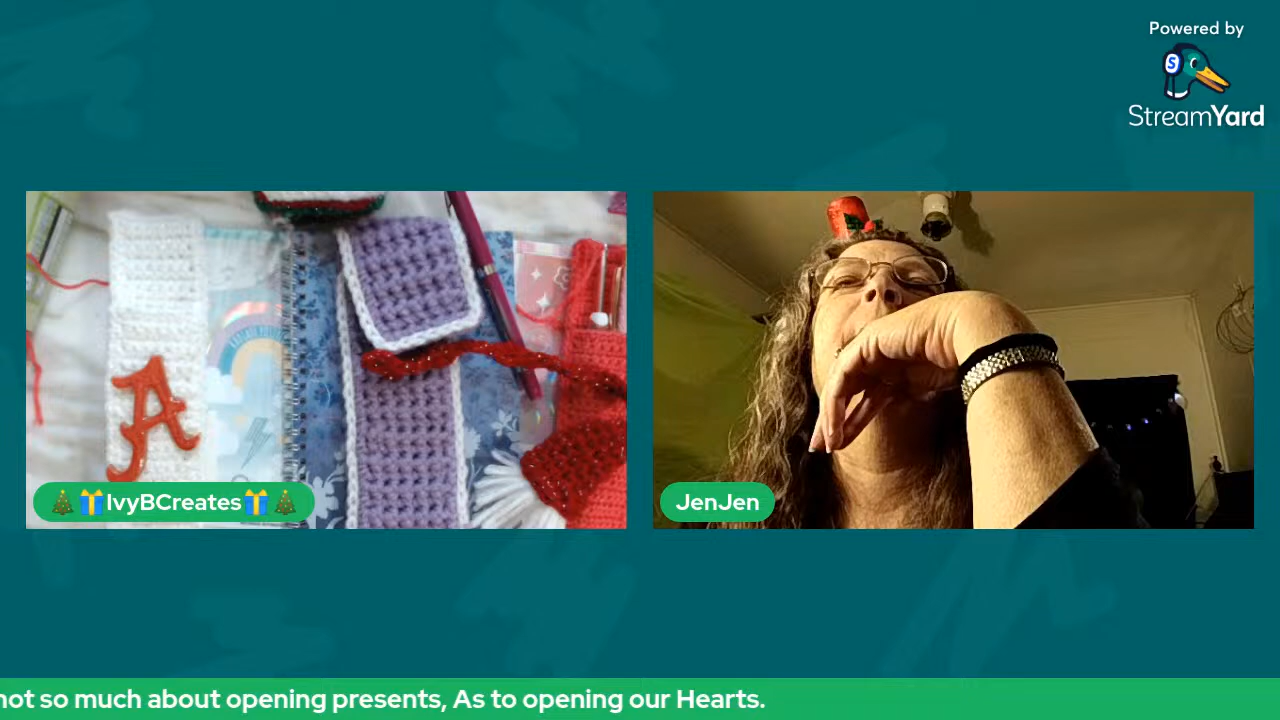 Powered by
S
StreamYard
A
🎄🎁IvyBCreates🎁🎄
JenJen
not so much about opening presents, As to opening our Hearts.